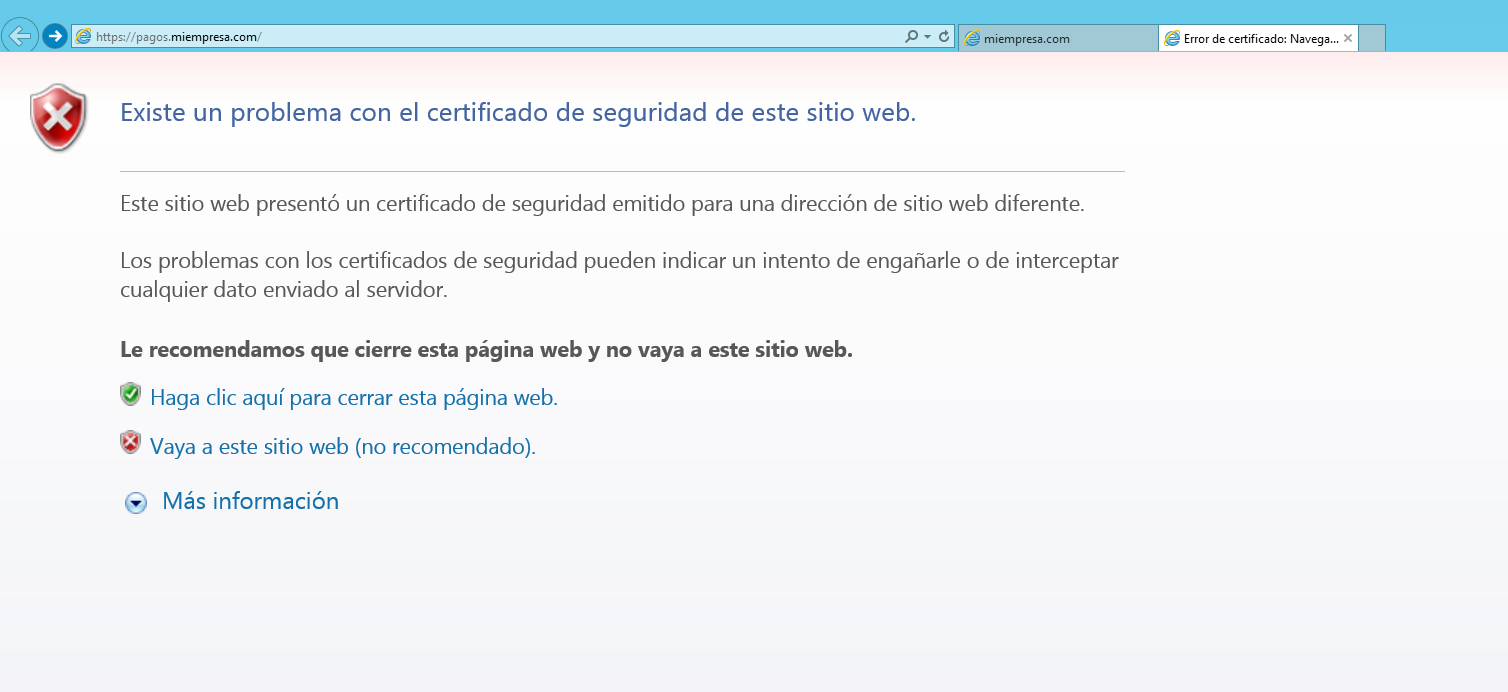 https://pagos.miempresa.com/
miempresa.com
Error de certificado: Navega...
Existe un problema con el certificado de seguridad de este sitio web.
Este sitio web presentó un certificado de seguridad emitido para una dirección de sitio web diferente.
Los problemas con los certificados de seguridad pueden indicar un intento de engañarle o de interceptar
cualquier dato enviado al servidor.
Le recomendamos que cierre esta página web y no vaya a este sitio web.
Haga clic aquí para cerrar esta página web.
Vaya a este sitio web (no recomendado).
Más información